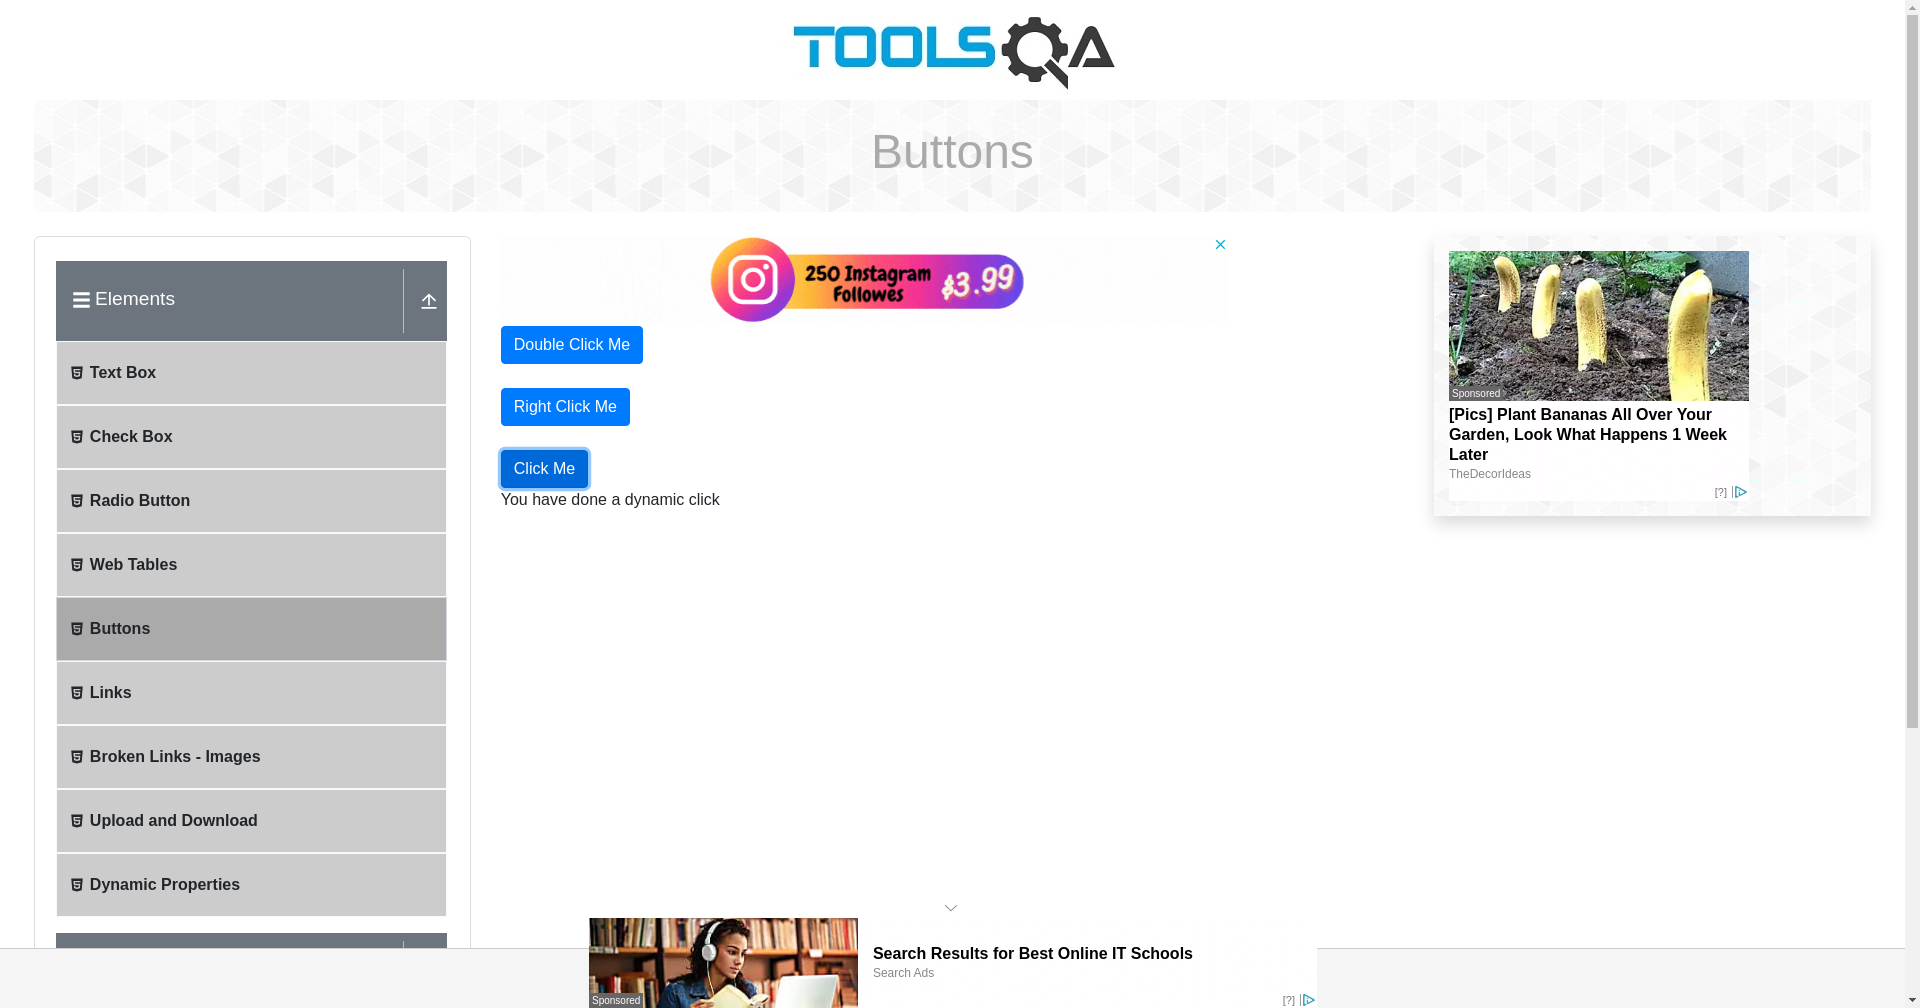 TOOLSQA
Buttons
Elements
Text Box
Check Box
Radio Button
Web Tables
Buttons
Links
Broken Links - Images
Upload and Download
Dynamic Properties
250 Instagram
Followes
$3.99
Double Click Me
Right Click Me
Click Me
You have done a dynamic click
Sponsored
[Pics] Plant Bananas All Over Your
Garden, Look What Happens 1 Week
Later
TheDecorIdeas
[?]
Search Results for Best Online IT Schools
Search Ads
Sponsored
[?]